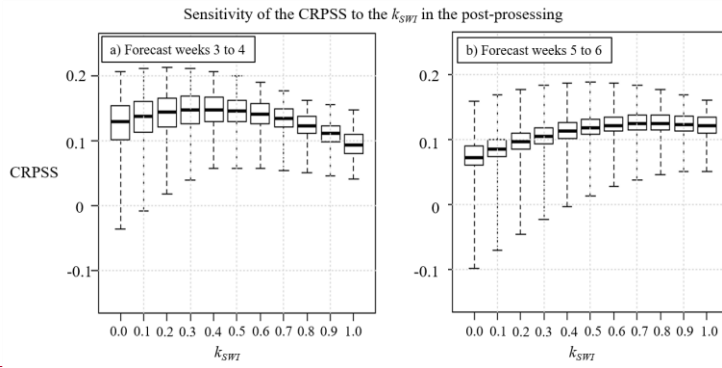 Sensitivity of the CRPSS to the kSWI in the post-prosessing
a) Forecast weeks 3 to 4
CRPSS
0.2
0.1
0
-0.1
0.0 0.1 0.2 0.3 0.4 0.5 0.6 0.7 0.8 0.9 1.0
kSWI
b) Forecast weeks 5 to 6
0.2
0.1
0
-0.1
0.0 0.1 0.2 0.3 0.4 0.5 0.6 0.7 0.8 0.9 1.0
kSWI